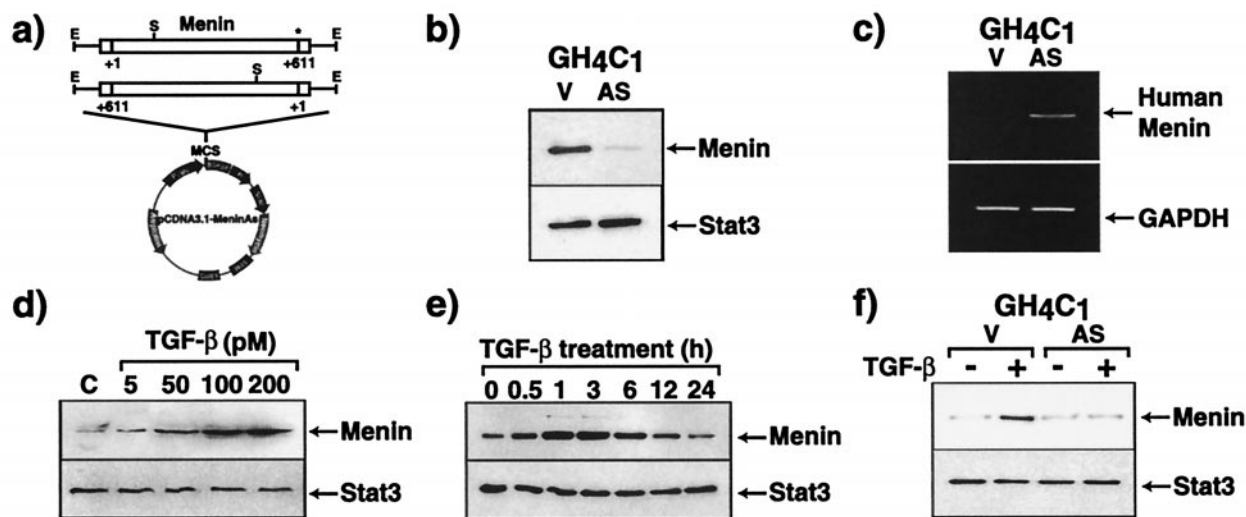 a)
E S Menin * E
+1 +611
E S E
+611 +1
MCS
pCDNA3.1-MeninAs
b)
GH4C1
V AS
Menin
Stat3
c)
GH4C1
V AS
Human
Menin
GAPDH
d)
TGF-β (pM)
C 5 50 100 200
Menin
Stat3
e)
TGF-β treatment (h)
0 0.5 1 3 6 12 24
Menin
Stat3
f)
GH4C1
V AS
TGF-β - + - +
Menin
Stat3